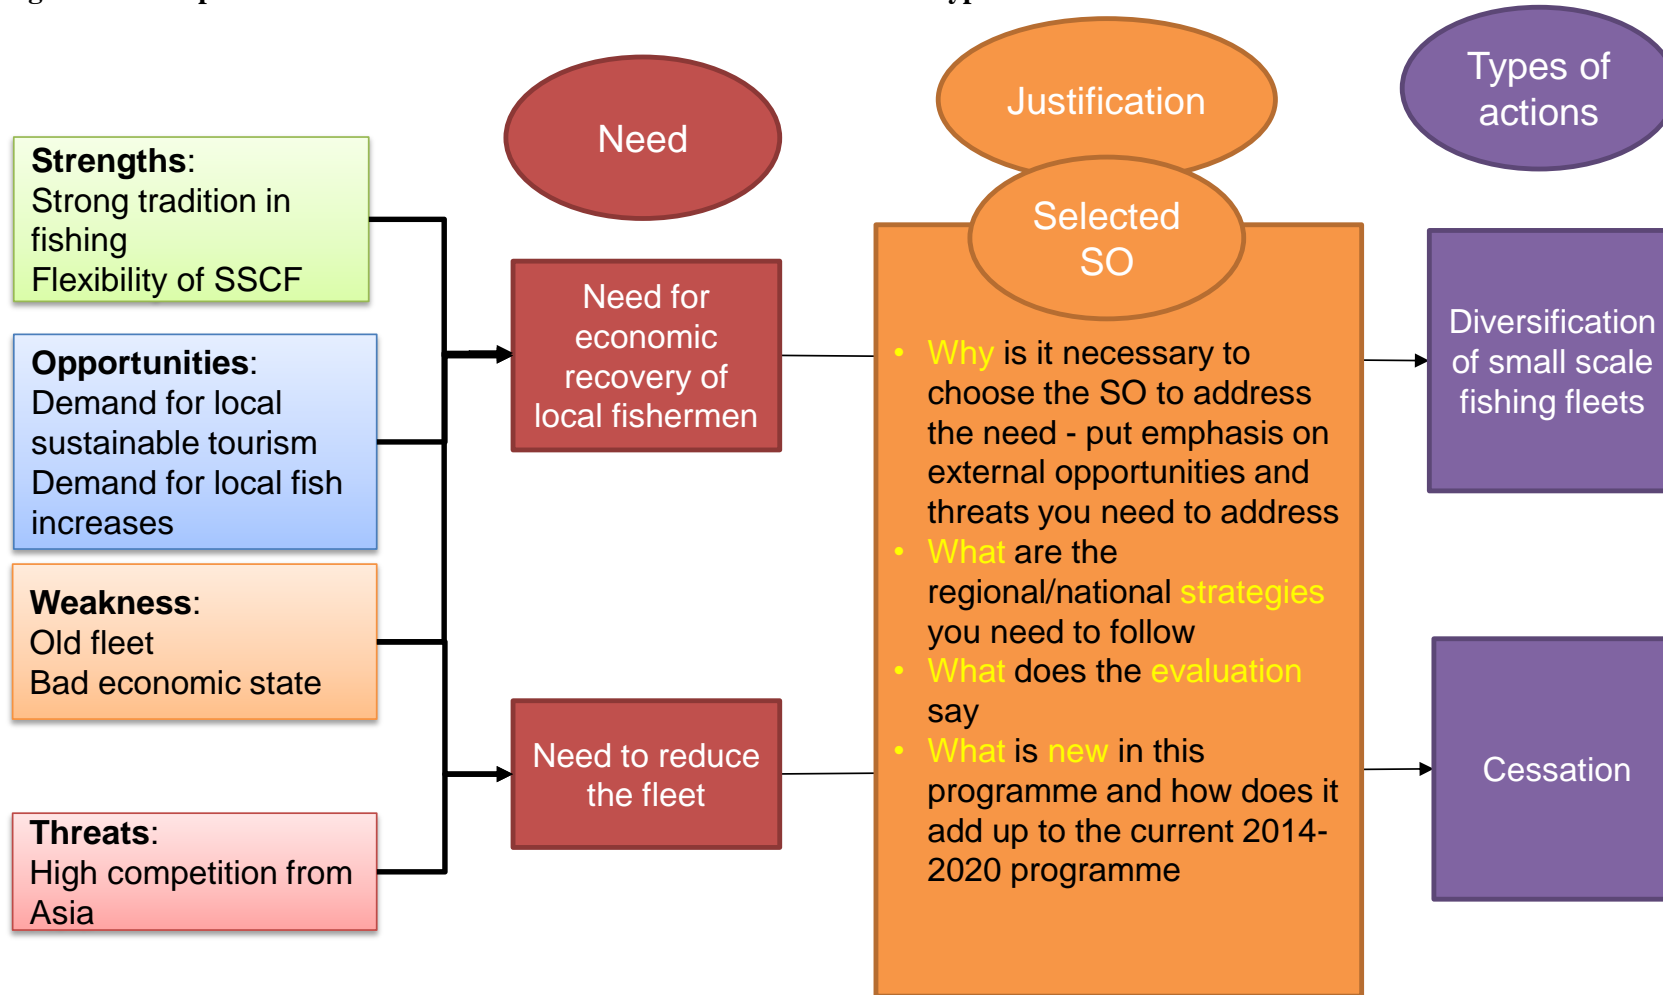 Need
Justification
Types of
actions
Strengths:
Strong tradition in
fishing
Flexibility of SSCF
Opportunities:
Demand for local
sustainable tourism
Demand for local fish
increases
Weakness:
Old fleet
Bad economic state
Threats:
High competition from
Asia
Need for
economic
recovery of
local fishermen
Need to reduce
the fleet
Selected
SO
• Why is it necessary to
choose the SO to address
the need - put emphasis on
external opportunities and
threats you need to address
• What are the
regional/national strategies
you need to follow
• What does the evaluation
say
• What is new in this
programme and how does it
add up to the current 2014-
2020 programme
Diversification
of small scale
fishing fleets
Cessation